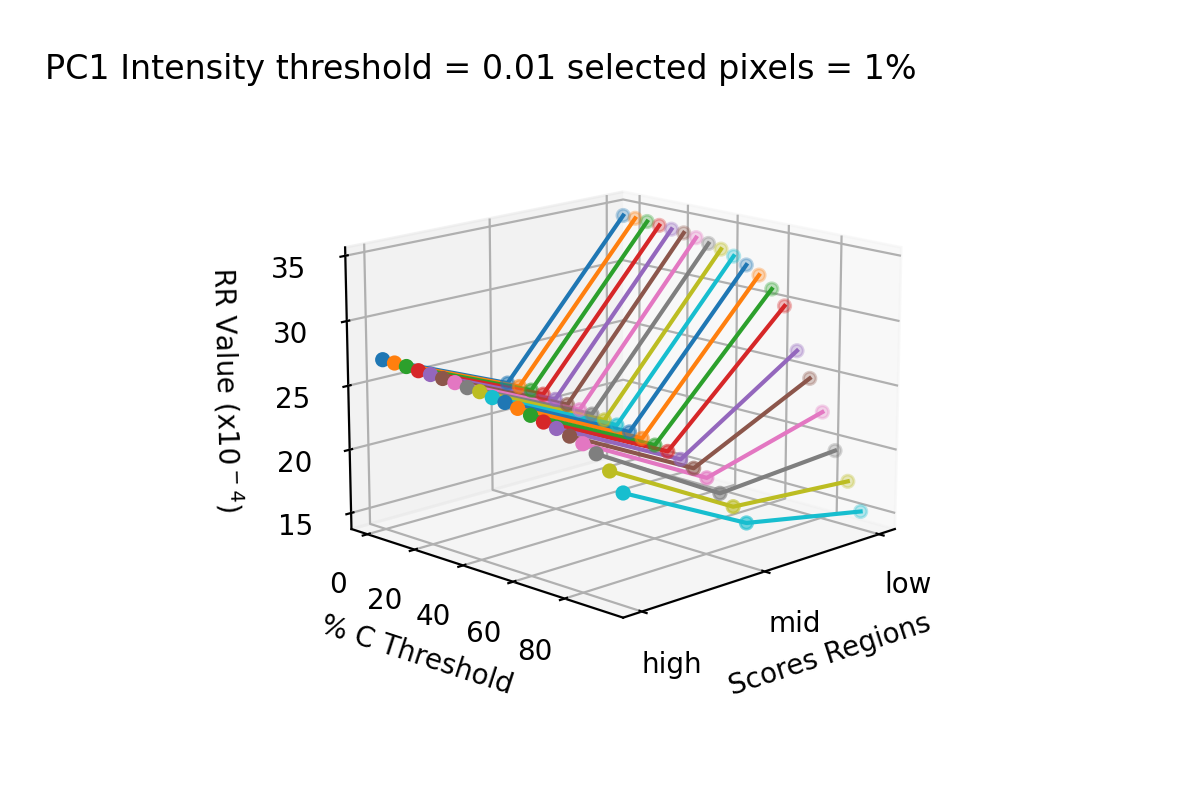 PC1 Intensity threshold = 0.01 selected pixels = 1%
RR Value (x10⁻⁴)
35
30
25
20
15
0
20
40
60
80
% C Threshold
high
mid
low
Scores Regions